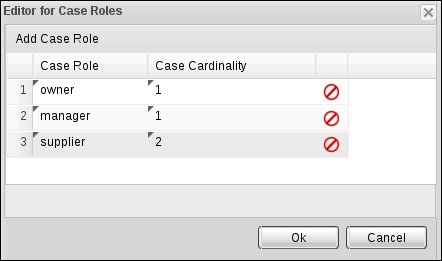 Editor for Case Roles
Add Case Role
Case Role Case Cardinality
1 owner 1
2 manager 1
3 supplier 2
Ok Cancel